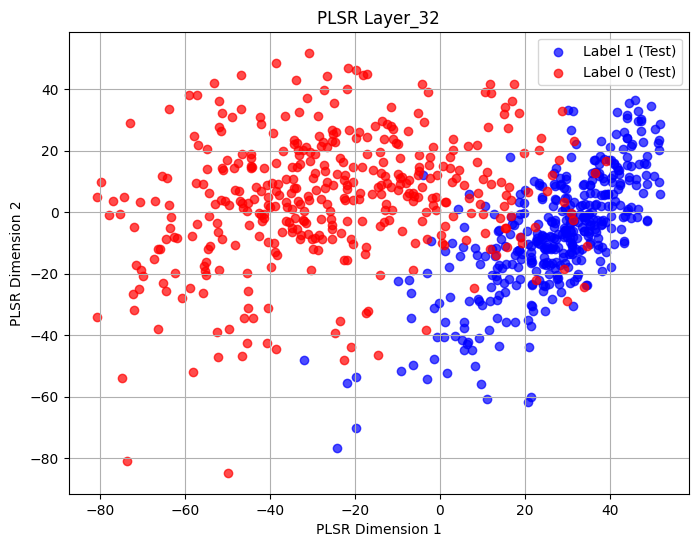 PLSR Layer_32
Label 1 (Test)
Label 0 (Test)
PLSR Dimension 2
40
20
0
−20
−40
−60
−80
−80 −60 −40 −20 0 20 40
PLSR Dimension 1